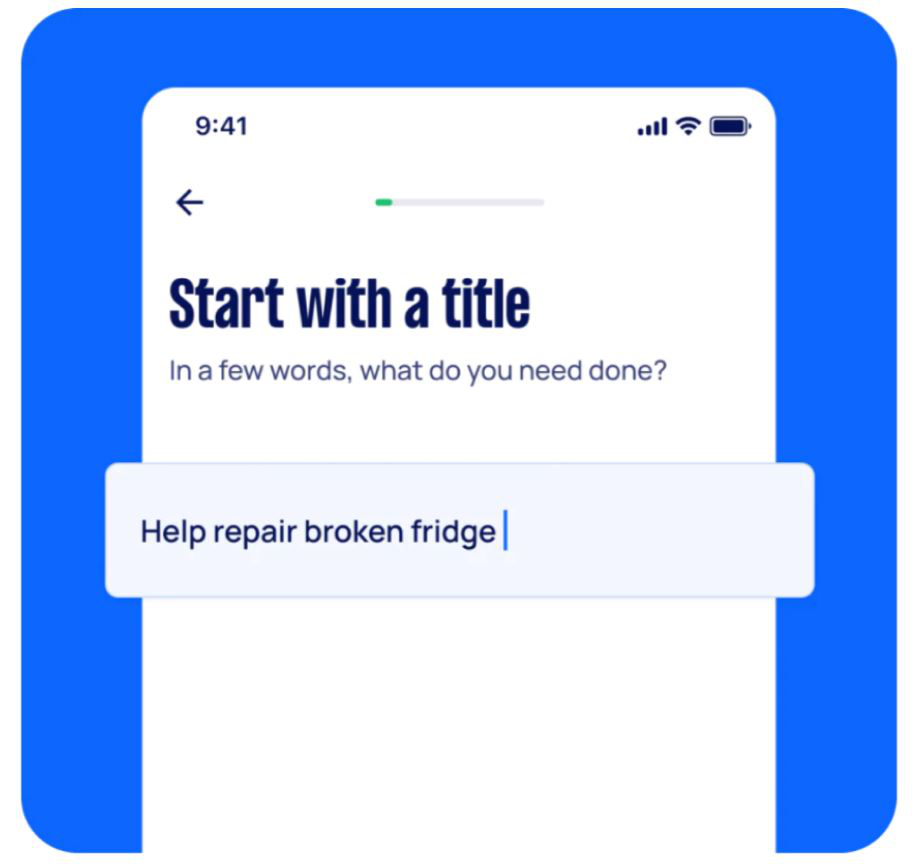 9:41
Start with a title
In a few words, what do you need done?
Help repair broken fridge